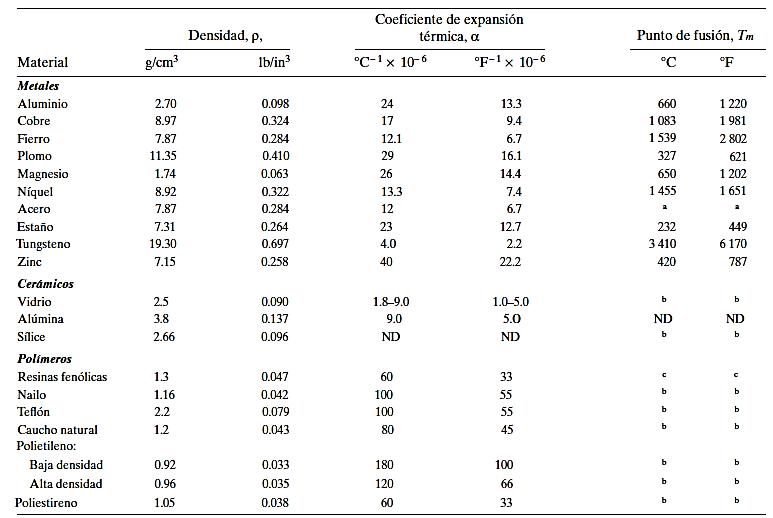 Coeficiente de expansión
Densidad, ρ, térmica, α Punto de fusión, Tm
Material g/cm³ lb/in³ °C−1 × 10−6 °F−1 × 10−6 °C °F
Metales
Aluminio 2.70 0.098 24 13.3 660 1 220
Cobre 8.97 0.324 17 9.4 1 083 1 981
Fierro 7.87 0.284 12.1 6.7 1 539 2 802
Plomo 11.35 0.410 29 16.1 327 621
Magnesio 1.74 0.063 26 14.4 650 1 202
Níquel 8.92 0.322 13.3 7.4 1 455 1 651
Acero 7.87 0.284 12 6.7 a a
Estaño 7.31 0.264 23 12.7 232 449
Tungsteno 19.30 0.697 4.0 2.2 3 410 6 170
Zinc 7.15 0.258 40 22.2 420 787
Cerámicos
Vidrio 2.5 0.090 1.8–9.0 1.0–5.0 b b
Alúmina 3.8 0.137 9.0 5.0 ND ND
Sílice 2.66 0.096 ND ND b b
Polímeros
Resinas fenólicas 1.3 0.047 60 33 c c
Nailo 1.16 0.042 100 55 b b
Teflón 2.2 0.079 100 55 b b
Caucho natural 1.2 0.043 80 45 b b
Polietileno:
Baja densidad 0.92 0.033 180 100 b b
Alta densidad 0.96 0.035 120 66 b b
Poliestireno 1.05 0.038 60 33 b b